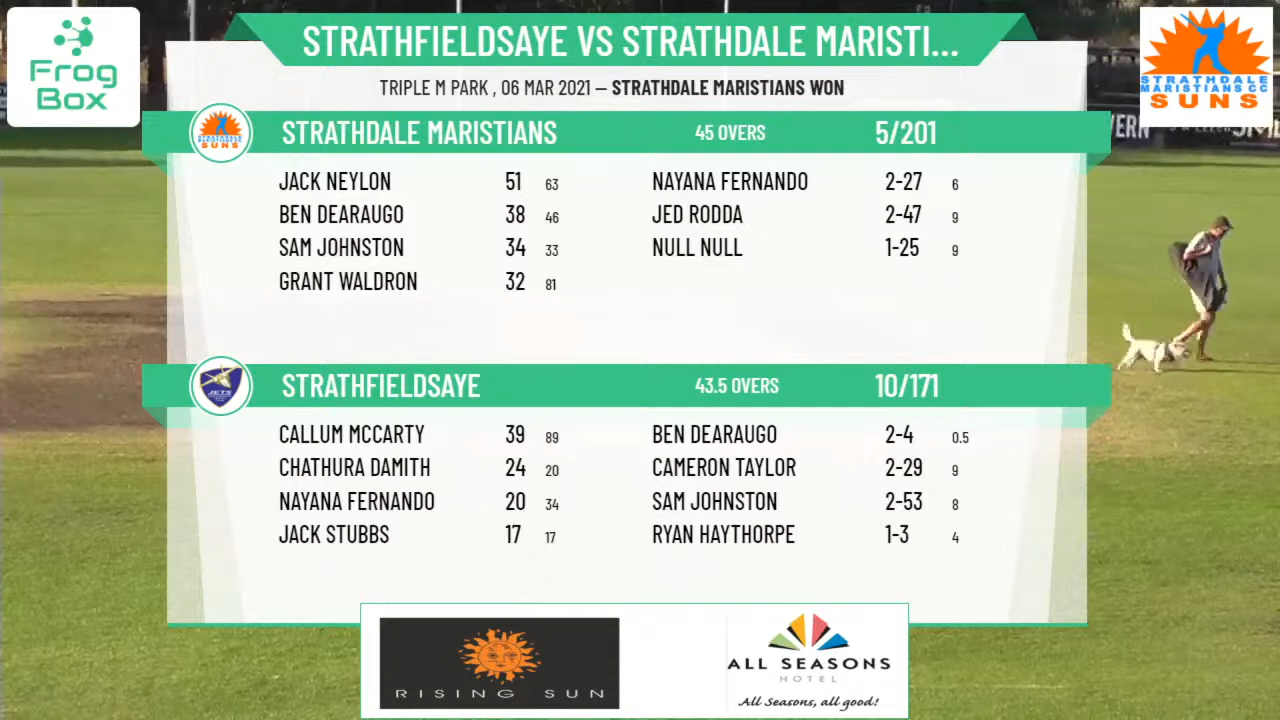 Frog
Box
STRATHFIELDSAYE VS STRATHDALE MARISTI...
TRIPLE M PARK , 06 MAR 2021 – STRATHDALE MARISTIANS WON
STRATHDALE
MARISTIANS CC
SUNS
STRATHDALE MARISTIANS 45 OVERS 5/201
JACK NEYLON 51 63 NAYANA FERNANDO 2-27 6
BEN DEARAUGO 38 46 JED RODDA 2-47 9
SAM JOHNSTON 34 33 NULL NULL 1-25 9
GRANT WALDRON 32 81
JETS
STRATHFIELDSAYE 43.5 OVERS 10/171
CALLUM MCCARTY 39 89 BEN DEARAUGO 2-4 0.5
CHATHURA DAMITH 24 20 CAMERON TAYLOR 2-29 9
NAYANA FERNANDO 20 34 SAM JOHNSTON 2-53 8
JACK STUBBS 17 17 RYAN HAYTHORPE 1-3 4
RISING SUN
ALL SEASONS
HOTEL
All Seasons, all good!